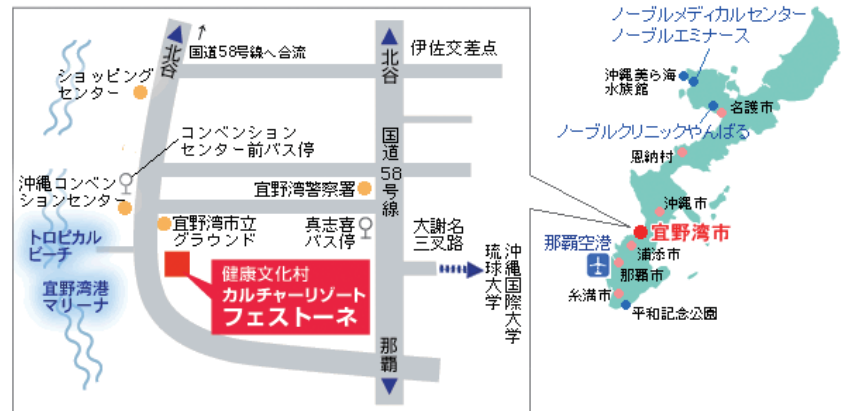 北谷
国道58号線へ合流
北谷
伊佐交差点
ショッピング
センター
コンベンション
センター前バス停
国道58号線
沖縄コンベン
ションセンター
宜野湾警察署
宜野湾市立
グラウンド
真志喜
バス停
大謝名
三叉路
トロピカル
ビーチ
宜野湾港
マリーナ
健康文化村
カルチャーリゾート
フェストーネ
沖縄国際大学
琉球大学
那覇
ノーブルメディカルセンター
ノーブルエミナース
沖縄美ら海
水族館
名護市
ノーブルクリニックやんばる
恩納村
沖縄市
宜野湾市
那覇空港
浦添市
那覇市
糸満市
平和記念公園